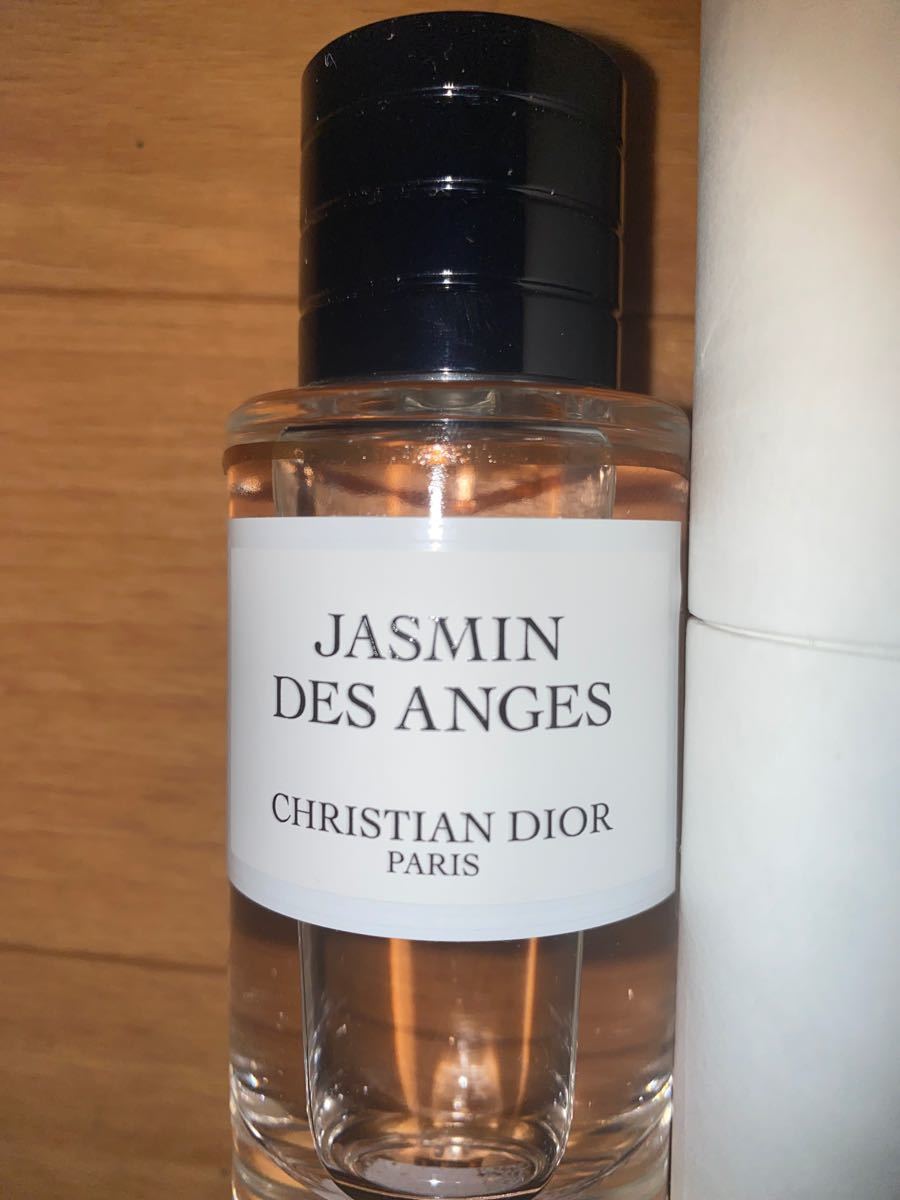 JASMIN
DES ANGES
CHRISTIAN DIOR
PARIS